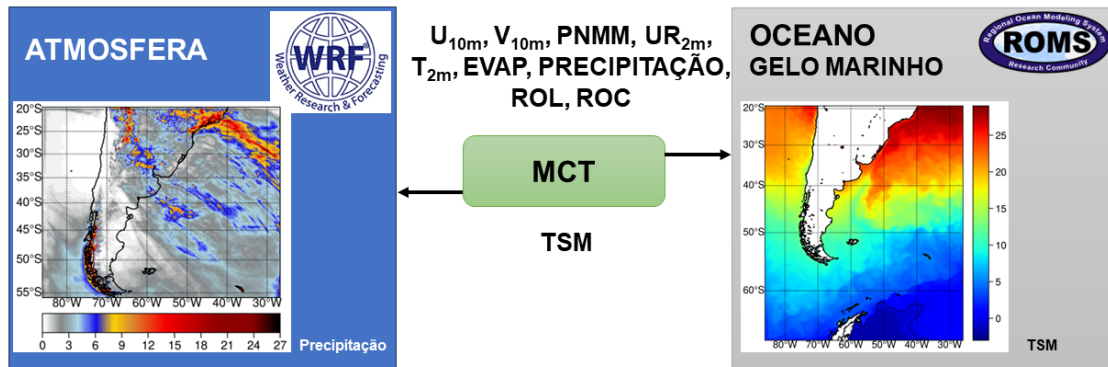 ATMOSFERA
WRF®
Weather Research & Forecasting
20°S
25°S
30°S
35°S
40°S
45°S
50°S
55°S
80°W 70°W 60°W 50°W 40°W 30°W
0 3 6 9 12 15 18 21 24 27
Precipitação
U10m, V10m, PNMM, UR2m,
T2m, EVAP, PRECIPITAÇÃO,
ROL, ROC
MCT
TSM
OCEANO
GELO MARINHO
Regional Ocean Modeling System
ROMS
Research Community
20°S
30°S
40°S
50°S
60°S
80°W 70°W 60°W 50°W 40°W 30°W
25
20
15
10
5
0
TSM